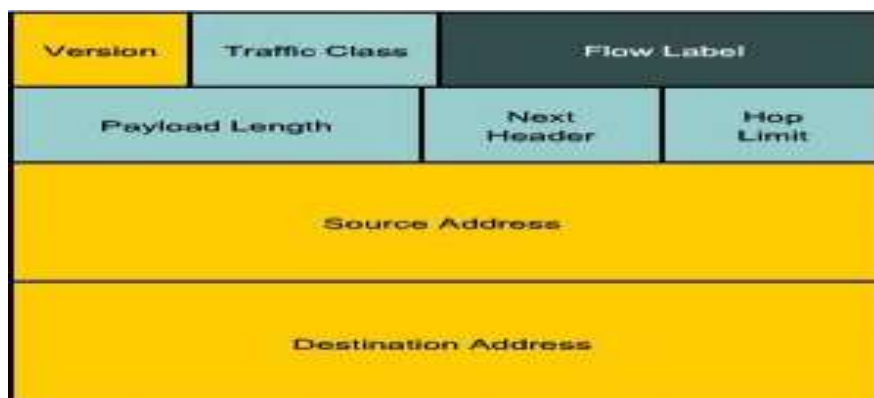 Version
Traffic Class
Flow Label
Payload Length
Next
Header
Hop
Limit
Source Address
Destination Address